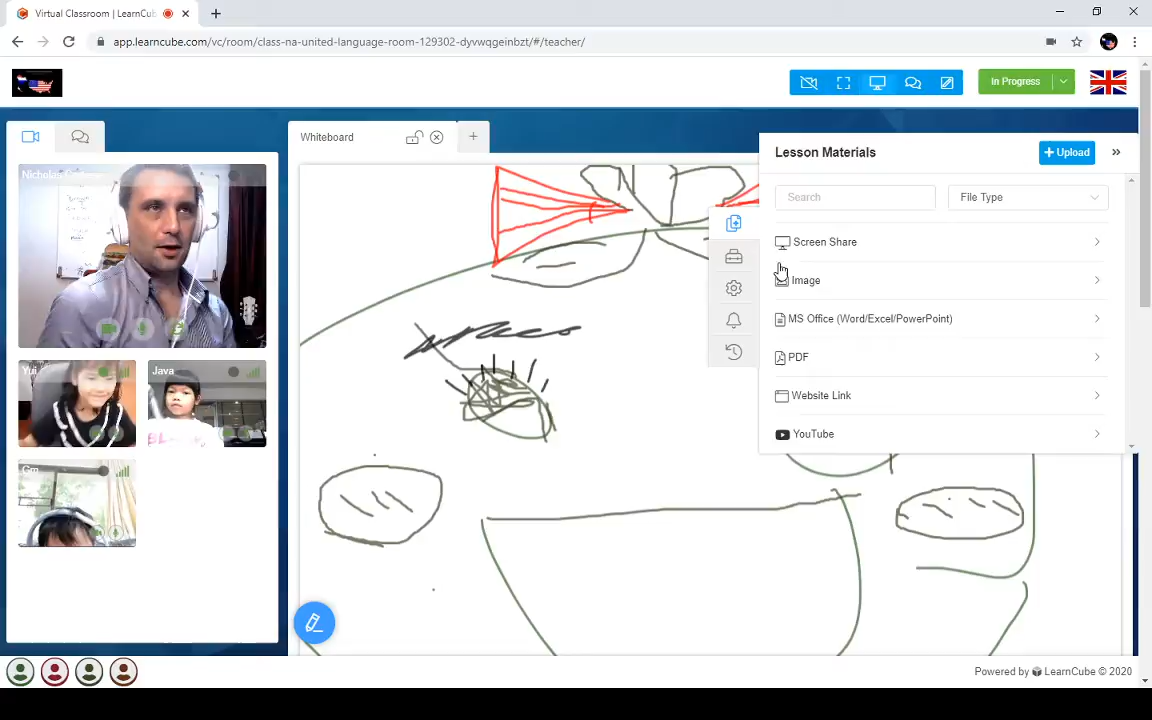 Virtual Classroom | LearnCub
app.learncube.com/vc/room/class-na-united-language-room-129302-dyvwqgeinbzt/#/teacher/
In Progress
Whiteboard
Lesson Materials
Upload
Search
File Type
Screen Share
Image
MS Office (Word/Excel/PowerPoint)
PDF
Website Link
YouTube
Nicholas
Yui
Java
Powered by LearnCube © 2020